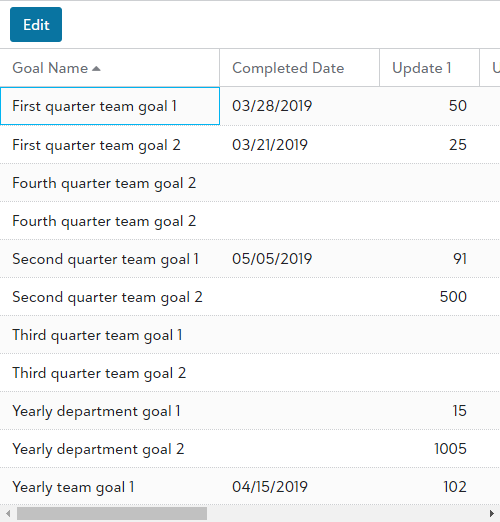 Edit
Goal Name Completed Date Update 1 U
First quarter team goal 1 03/28/2019 50
First quarter team goal 2 03/21/2019 25
Fourth quarter team goal 2
Fourth quarter team goal 2
Second quarter team goal 1 05/05/2019 91
Second quarter team goal 2 500
Third quarter team goal 1
Third quarter team goal 2
Yearly department goal 1 15
Yearly department goal 2 1005
Yearly team goal 1 04/15/2019 102